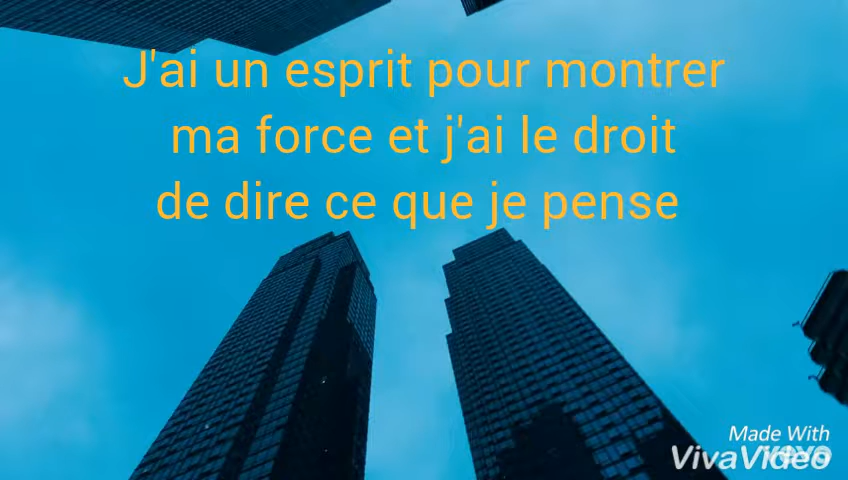 J'ai un esprit pour montrer
ma force et j'ai le droit
de dire ce que je pense
Made With
VivaVideo